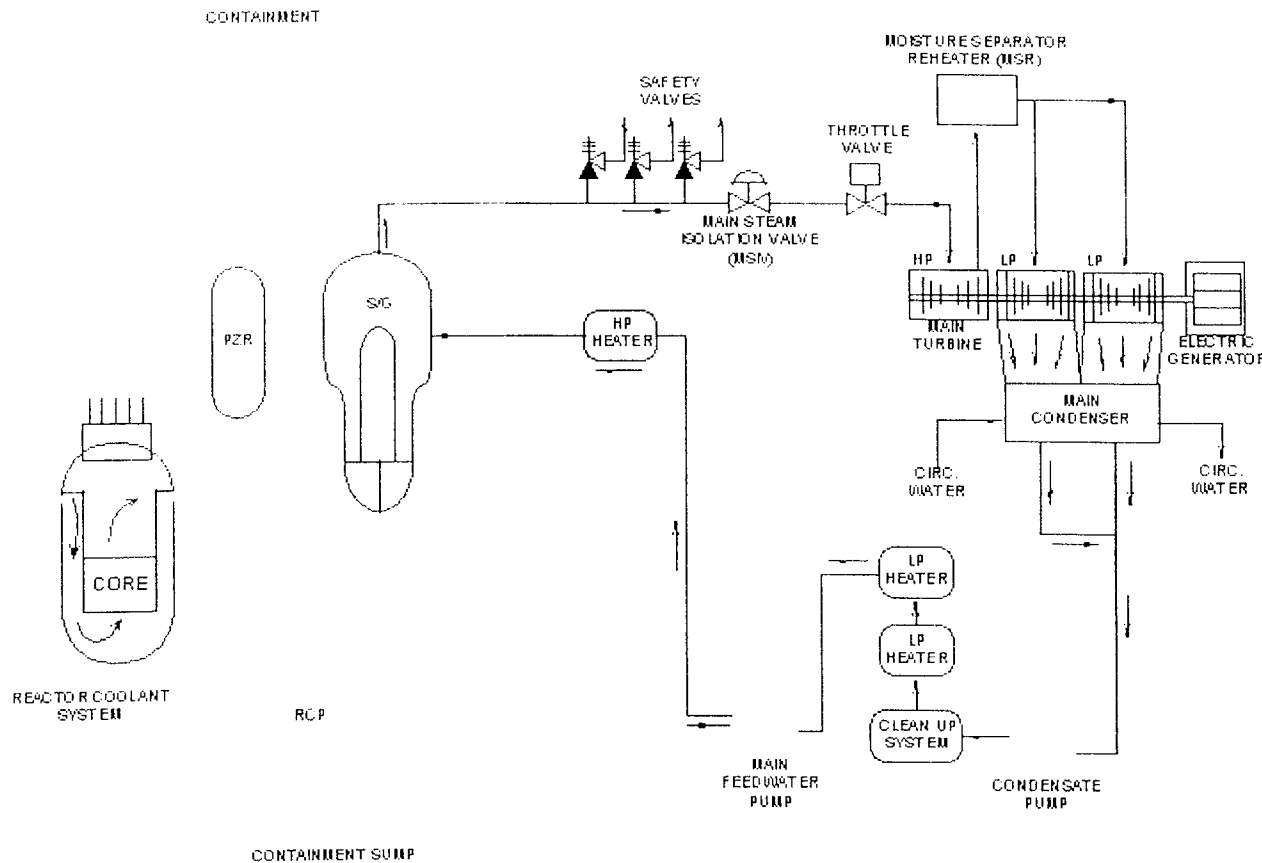 CONTAINMENT
MOISTURE SEPARATOR
REHEATER (MSR)
SAFETY
VALVES
THROTTLE
VALVE
MAIN STEAM
ISOLATION VALVE
(MSIV)
HP
LP
LP
S/G
PZR
HP
HEATER
MAIN
TURBINE
ELECTRIC
GENERATOR
MAIN
CONDENSER
CIRC.
WATER
CIRC.
WATER
CORE
LP
HEATER
LP
HEATER
REACTOR COOLANT
SYSTEM
RCP
CLEAN UP
SYSTEM
MAIN
FEEDWATER
PUMP
CONDENSATE
PUMP
CONTAINMENT SUMP